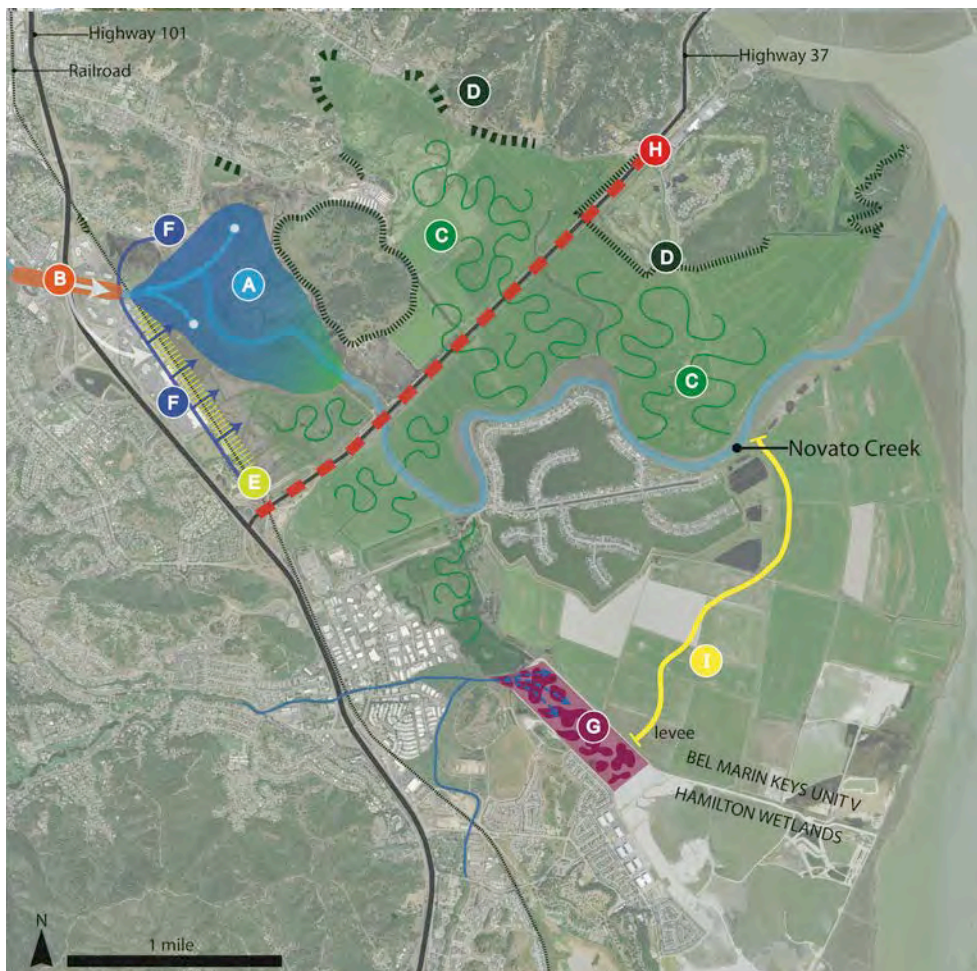 Highway 101
Railroad
Highway 37
D
H
F
C
B
A
D
F
C
Novato Creek
E
I
G
levee
BEL MARIN KEYS UNIT V
HAMILTON WETLANDS
N
1 mile